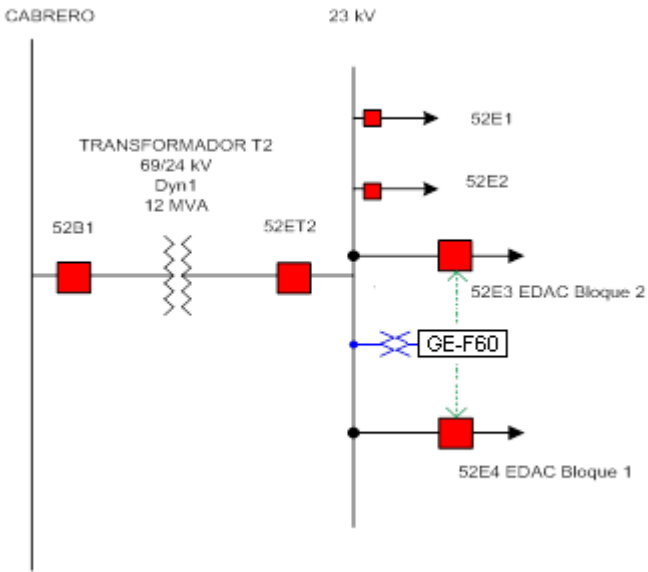 CABRERO
23 kV
52E1
TRANSFORMADOR T2
69/24 kV
Dyn1
12 MVA
52E2
52B1
52ET2
52E3 EDAC Bloque 2
GE-F60
52E4 EDAC Bloque 1